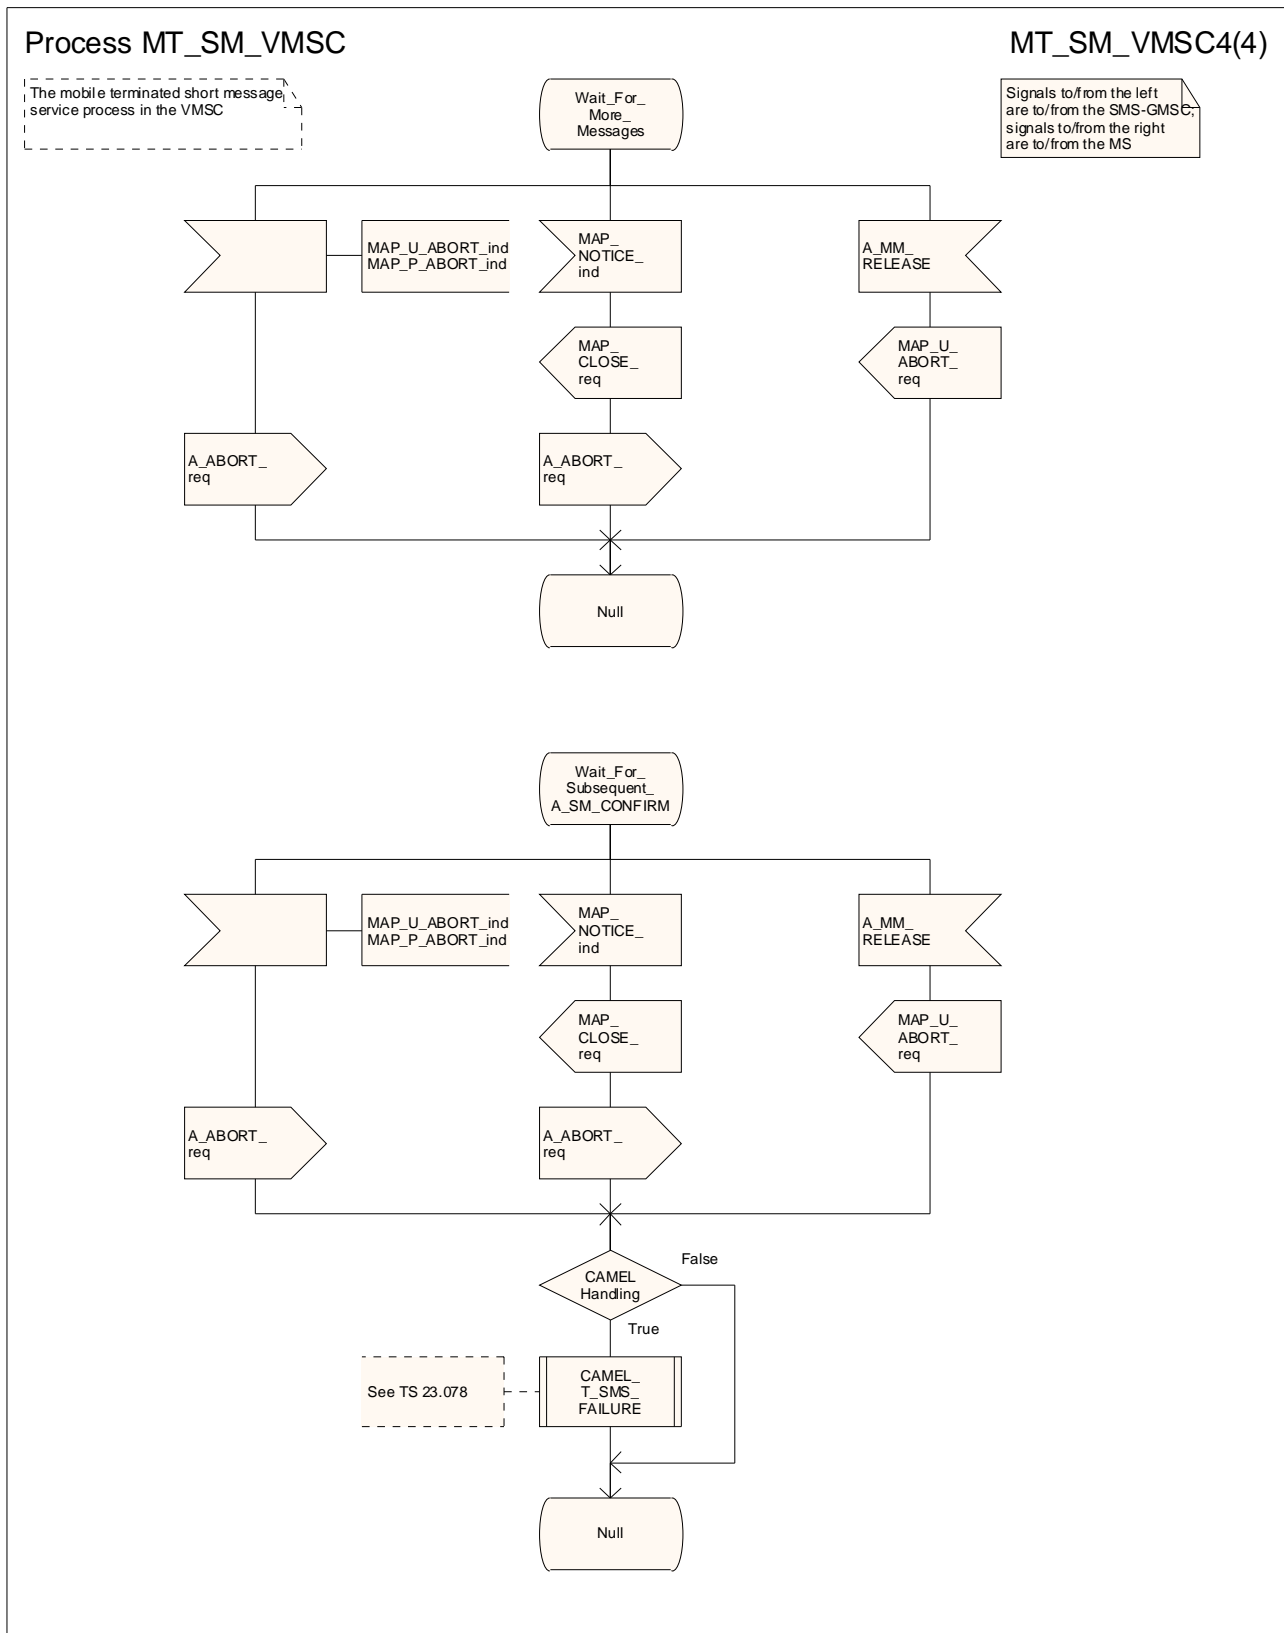 Process MT_SM_VMSC
MT_SM_VMSC4(4)
The mobile terminated short message
service process in the VMSC
Signals to/from the left
are to/from the SMS-GMSC;
signals to/from the right
are to/from the MS
Wait_For_
More_
Messages
MAP_U_ABORT_ind
MAP_P_ABORT_ind
MAP_
NOTICE_
ind
A_MM_
RELEASE
MAP_
CLOSE_
req
MAP_U_
ABORT_
req
A_ABORT_
req
A_ABORT_
req
Null
Wait_For_
Subsequent_
A_SM_CONFIRM
MAP_U_ABORT_ind
MAP_P_ABORT_ind
MAP_
NOTICE_
ind
A_MM_
RELEASE
MAP_
CLOSE_
req
MAP_U_
ABORT_
req
A_ABORT_
req
A_ABORT_
req
False
CAMEL
Handling
True
See TS 23.078
CAMEL_
T_SMS_
FAILURE
Null